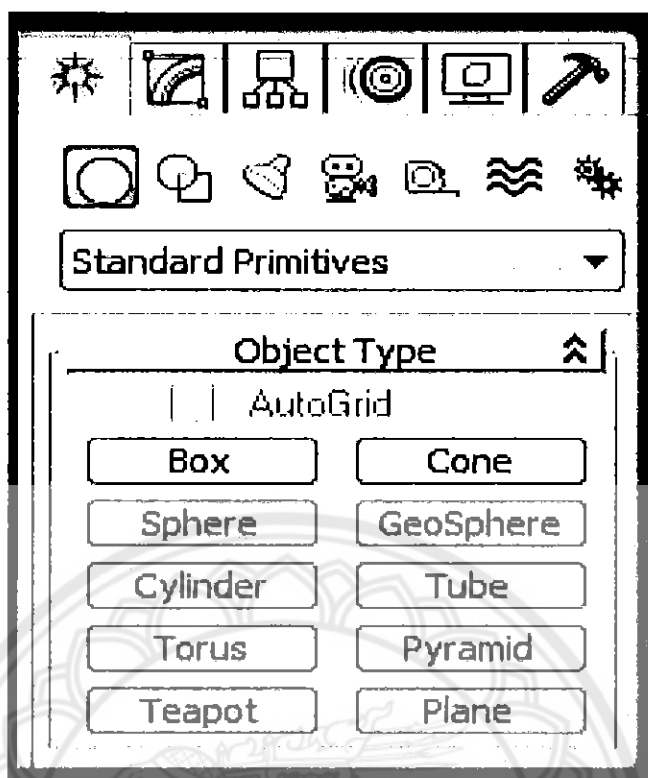 Standard Primitives
Object Type
AutoGrid
Box Cone
Sphere GeoSphere
Cylinder Tube
Torus Pyramid
Teapot Plane